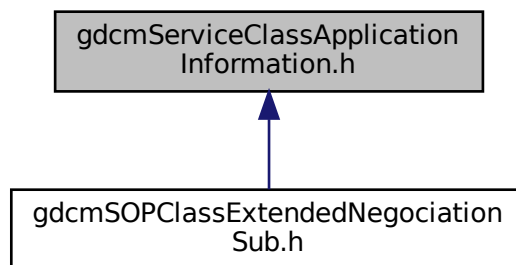 gdcmServiceClassApplication
Information.h
gdcmSOPClassExtendedNegociation
Sub.h